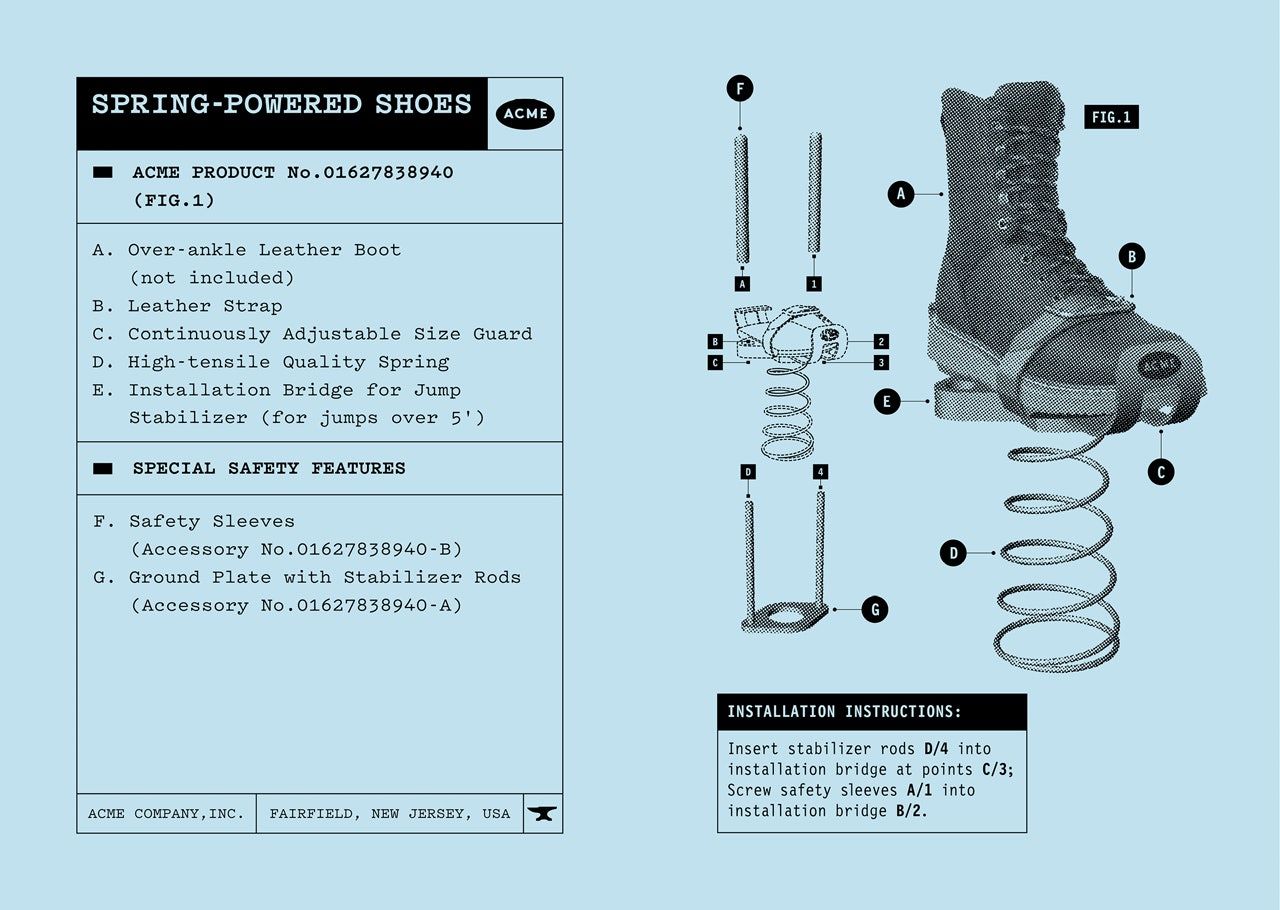 SPRING-POWERED SHOES
ACME
ACME PRODUCT No.01627838940
(FIG.1)
A. Over-ankle Leather Boot
(not included)
B. Leather Strap
C. Continuously Adjustable Size Guard
D. High-tensile Quality Spring
E. Installation Bridge for Jump
Stabilizer (for jumps over 5')
SPECIAL SAFETY FEATURES
F. Safety Sleeves
(Accessory No.01627838940-B)
G. Ground Plate with Stabilizer Rods
(Accessory No.01627838940-A)
ACME COMPANY,INC.
FAIRFIELD, NEW JERSEY, USA
F
A
1
B
2
C
3
D
4
G
FIG.1
A
B
ACME
E
C
D
INSTALLATION INSTRUCTIONS:
Insert stabilizer rods D/4 into
installation bridge at points C/3;
Screw safety sleeves A/1 into
installation bridge B/2.